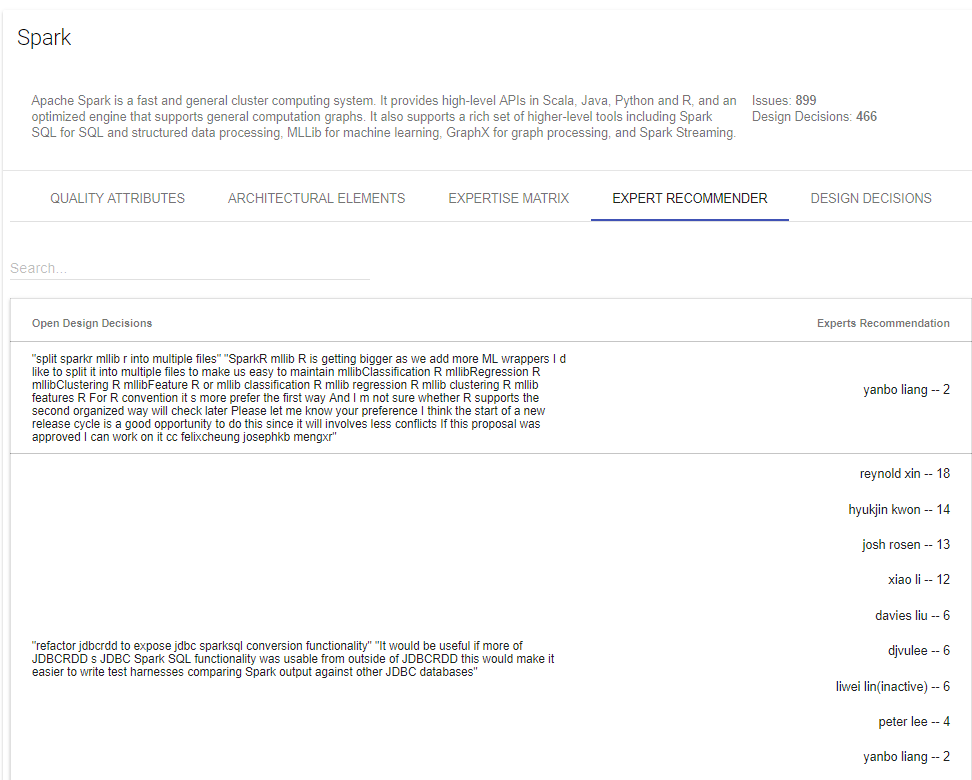 Spark
Apache Spark is a fast and general cluster computing system. It provides high-level APIs in Scala, Java, Python and R, and an
optimized engine that supports general computation graphs. It also supports a rich set of higher-level tools including Spark
SQL for SQL and structured data processing, MLLib for machine learning, GraphX for graph processing, and Spark Streaming.
Issues: 899
Design Decisions: 466
QUALITY ATTRIBUTES ARCHITECTURAL ELEMENTS EXPERTISE MATRIX EXPERT RECOMMENDER DESIGN DECISIONS
Search...
Open Design Decisions Experts Recommendation
"split sparkr mllib r into multiple files" "SparkR mllib R is getting bigger as we add more ML wrappers I d
like to split it into multiple files to make us easy to maintain mllibClassification R mllibRegression R
mllibClustering R mllibFeature R or mllib classification R mllib regression R mllib clustering R mllib
features R For R convention it s more prefer the first way And I m not sure whether R supports the
second organized way will check later Please let me know your preference I think the start of a new
release cycle is a good opportunity to do this since it will involves less conflicts If this proposal was
approved I can work on it cc felixcheung josephkb mengxr"
yanbo liang -- 2
"refactor jdbcrdd to expose jdbc sparksql conversion functionality" "It would be useful if more of
JDBCRDD s JDBC Spark SQL functionality was usable from outside of JDBCRDD this would make it
easier to write test harnesses comparing Spark output against other JDBC databases"
reynold xin -- 18
hyukjin kwon -- 14
josh rosen -- 13
xiao li -- 12
davies liu -- 6
djvulee -- 6
liwei lin(inactive) -- 6
peter lee -- 4
yanbo liang -- 2